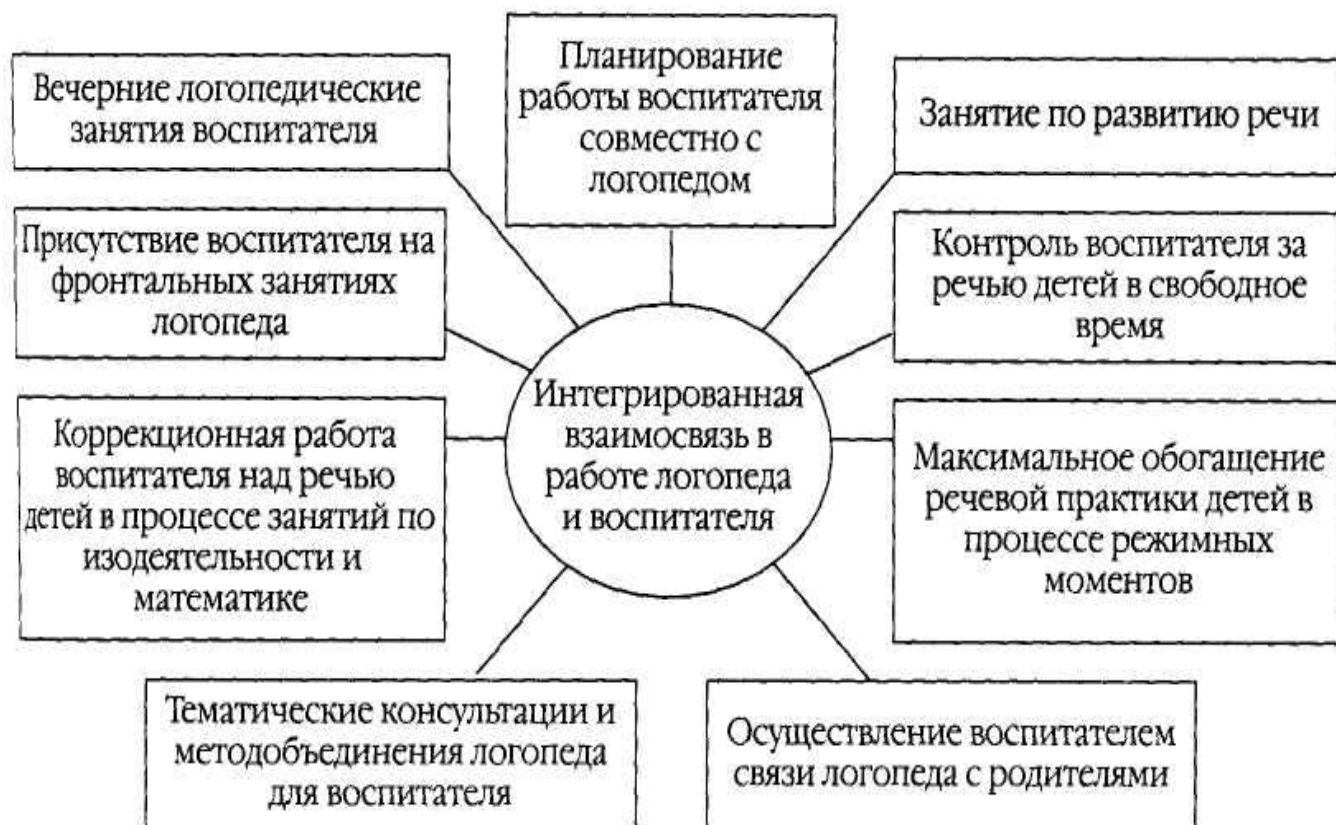 Планирование
работы воспитателя
совместно с
логопедом
Вечерние логопедические
занятия воспитателя
Занятие по развитию речи
Присутствие воспитателя на
фронтальных занятиях
логопеда
Контроль воспитателя за
речью детей в свободное
время
Интегрированная
взаимосвязь в
работе логопеда
и воспитателя
Коррекционная работа
воспитателя над речью
детей в процессе занятий по
изодеятельности и
математике
Максимальное обогащение
речевой практики детей в
процессе режимных
моментов
Тематические консультации и
методобъединения логопеда
для воспитателя
Осуществление воспитателем
связи логопеда с родителями